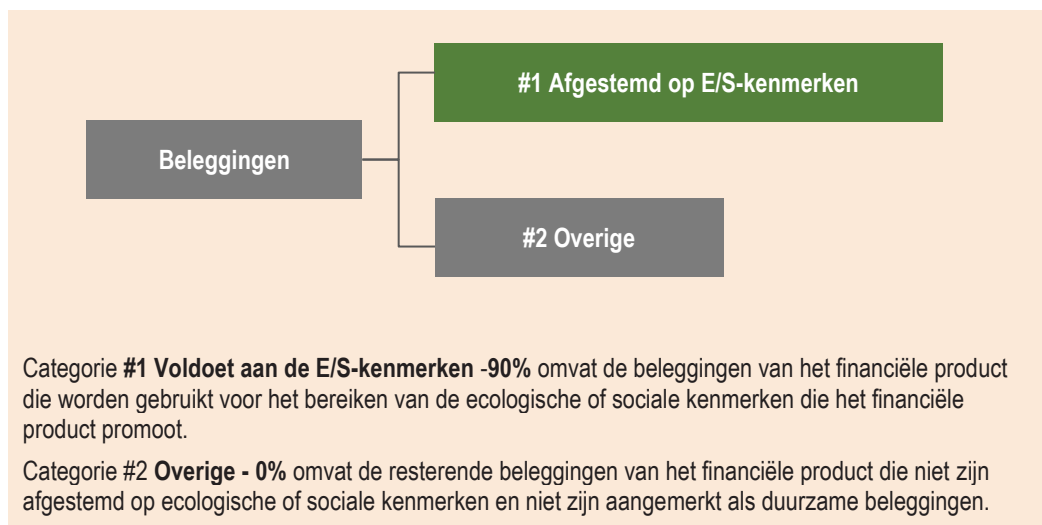 #1 Afgestemd op E/S-kenmerken
Beleggingen
#2 Overige
Categorie #1 Voldoet aan de E/S-kenmerken -90% omvat de beleggingen van het financiële product
die worden gebruikt voor het bereiken van de ecologische of sociale kenmerken die het financiële
product promoot.
Categorie #2 Overige - 0% omvat de resterende beleggingen van het financiële product die niet zijn
afgestemd op ecologische of sociale kenmerken en niet zijn aangemerkt als duurzame beleggingen.